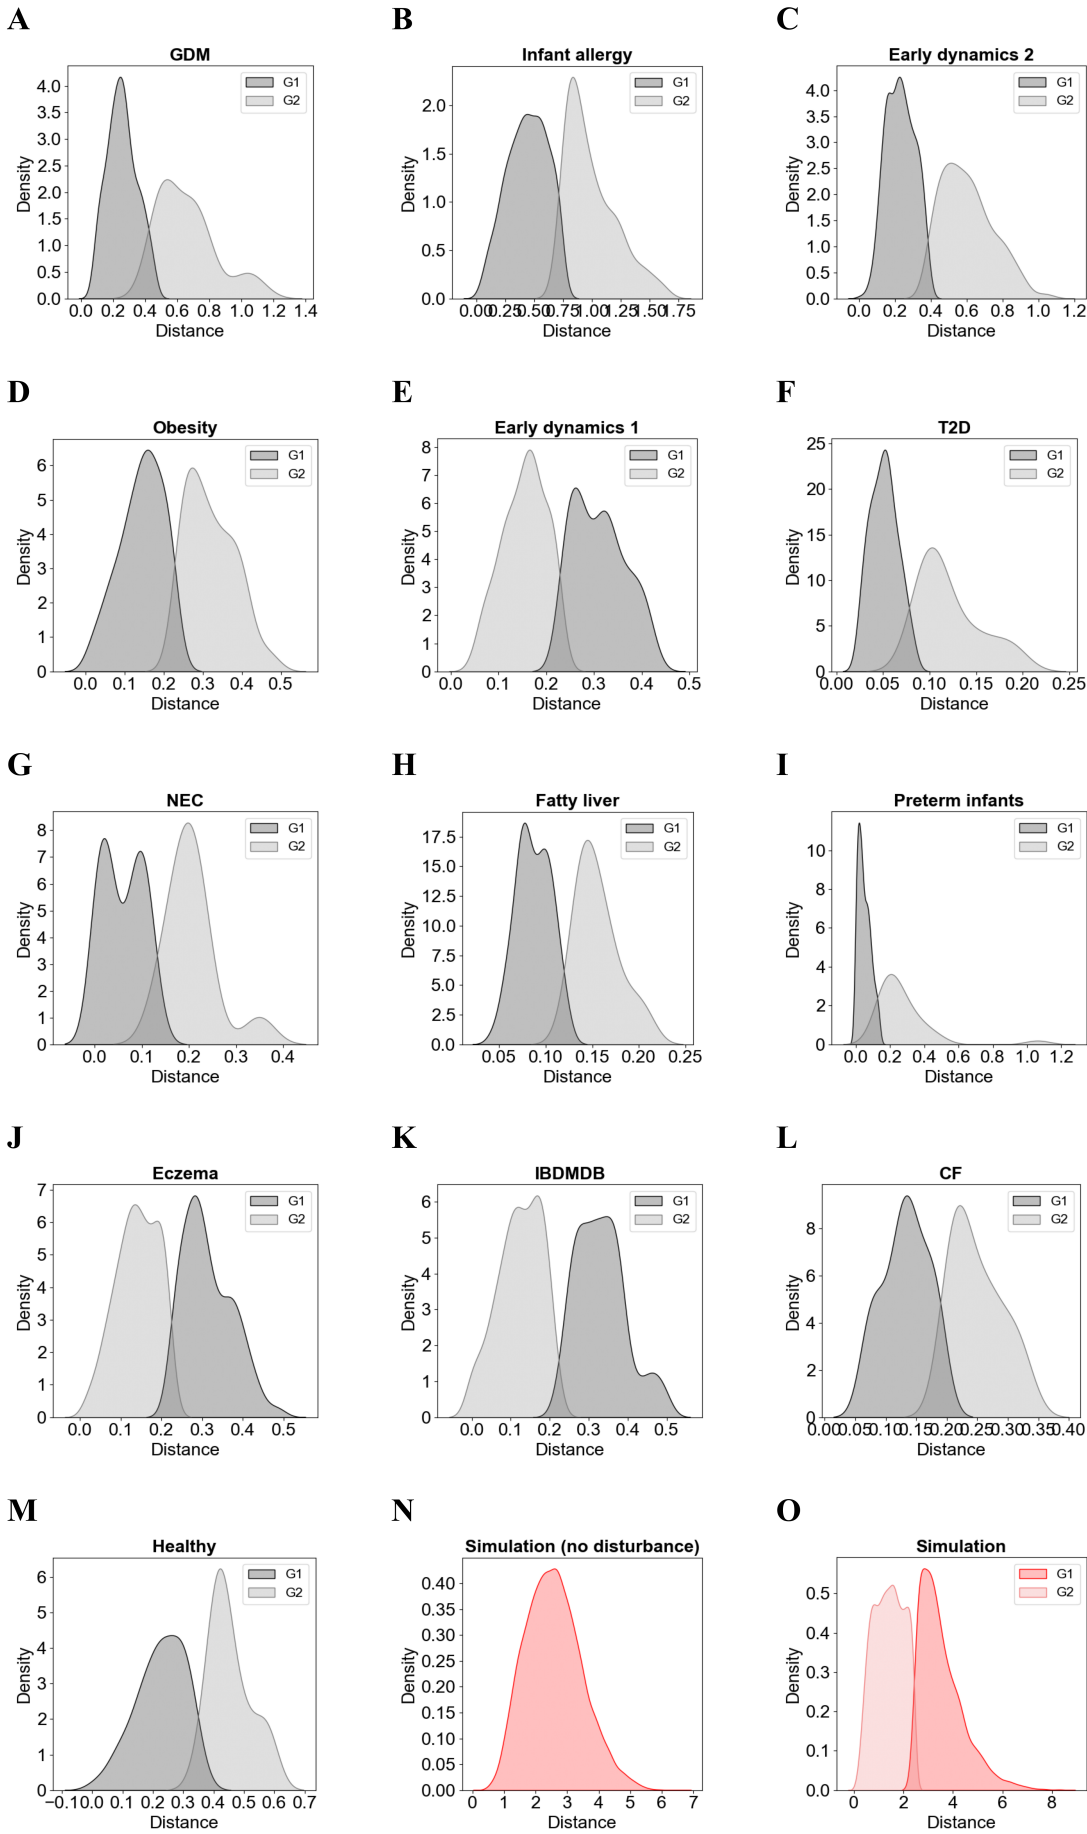 A
B
C
GDM
Infant allergy
Early dynamics 2
G1
G2
G1
G2
G1
G2
Density
4.0
3.5
3.0
2.5
2.0
1.5
1.0
0.5
0.0
0.0 0.2 0.4 0.6 0.8 1.0 1.2 1.4
Distance
Density
2.0
1.5
1.0
0.5
0.0
0.00 0.25 0.50 0.75 1.00 1.25 1.50 1.75
Distance
Density
4.0
3.5
3.0
2.5
2.0
1.5
1.0
0.5
0.0
0.0 0.2 0.4 0.6 0.8 1.0 1.2
Distance
D
E
F
Obesity
Early dynamics 1
T2D
G1
G2
G1
G2
G1
G2
Density
6
5
4
3
2
1
0
0.0 0.1 0.2 0.3 0.4 0.5
Distance
Density
8
7
6
5
4
3
2
1
0
0.0 0.1 0.2 0.3 0.4 0.5
Distance
Density
25
20
15
10
5
0
0.00 0.05 0.10 0.15 0.20 0.25
Distance
G
H
I
NEC
Fatty liver
Preterm infants
G1
G2
G1
G2
G1
G2
Density
8
7
6
5
4
3
2
1
0
0.0 0.1 0.2 0.3 0.4
Distance
Density
17.5
15.0
12.5
10.0
7.5
5.0
2.5
0.0
0.05 0.10 0.15 0.20 0.25
Distance
Density
10
8
6
4
2
0
0.0 0.2 0.4 0.6 0.8 1.0 1.2
Distance
J
K
L
Eczema
IBDMDB
CF
G1
G2
G1
G2
G1
G2
Density
7
6
5
4
3
2
1
0
0.0 0.1 0.2 0.3 0.4 0.5
Distance
Density
6
5
4
3
2
1
0
0.0 0.1 0.2 0.3 0.4 0.5
Distance
Density
8
6
4
2
0
0.00 0.05 0.10 0.15 0.20 0.25 0.30 0.35 0.40
Distance
M
N
O
Healthy
Simulation (no disturbance)
Simulation
G1
G2
G1
G2
Density
6
5
4
3
2
1
0
−0.1 0.0 0.1 0.2 0.3 0.4 0.5 0.6 0.7
Distance
Density
0.40
0.35
0.30
0.25
0.20
0.15
0.10
0.05
0.00
0 1 2 3 4 5 6 7
Distance
Density
0.5
0.4
0.3
0.2
0.1
0.0
0 2 4 6 8
Distance